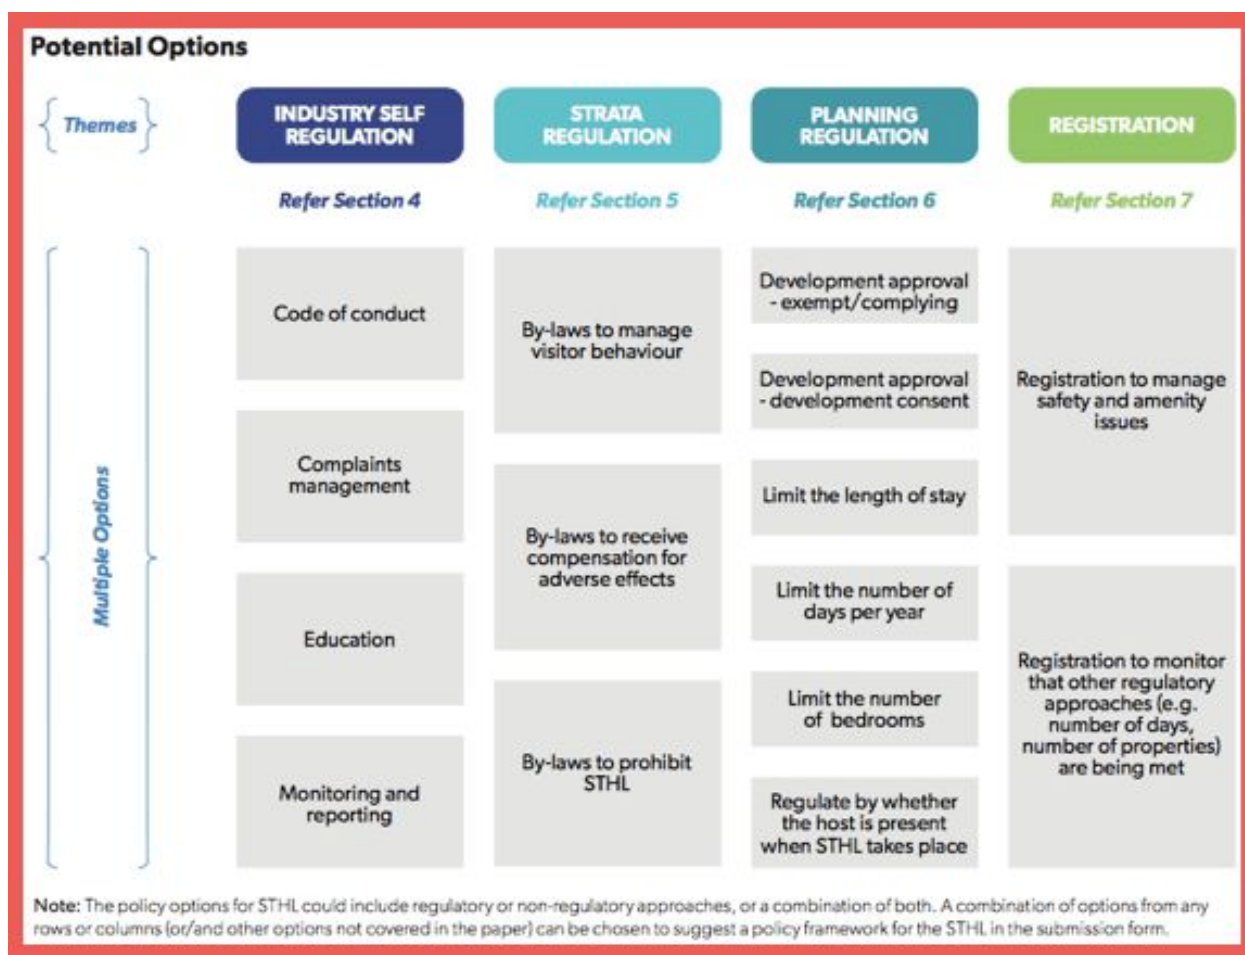 Potential Options
Themes
INDUSTRY SELF
REGULATION
STRATA
REGULATION
PLANNING
REGULATION
REGISTRATION
Refer Section 4
Refer Section 5
Refer Section 6
Refer Section 7
Multiple Options
Code of conduct
Complaints
management
Education
Monitoring and
reporting
By-laws to manage
visitor behaviour
By-laws to receive
compensation for
adverse effects
By-laws to prohibit
STHL
Development approval
- exempt/complying
Development approval
- development consent
Limit the length of stay
Limit the number of
days per year
Limit the number
of bedrooms
Regulate by whether
the host is present
when STHL takes place
Registration to manage
safety and amenity
issues
Registration to monitor
that other regulatory
approaches (e.g.
number of days,
number of properties)
are being met
Note: The policy options for STHL could include regulatory or non-regulatory approaches, or a combination of both. A combination of options from any
rows or columns (or/and other options not covered in the paper) can be chosen to suggest a policy framework for the STHL in the submission form.